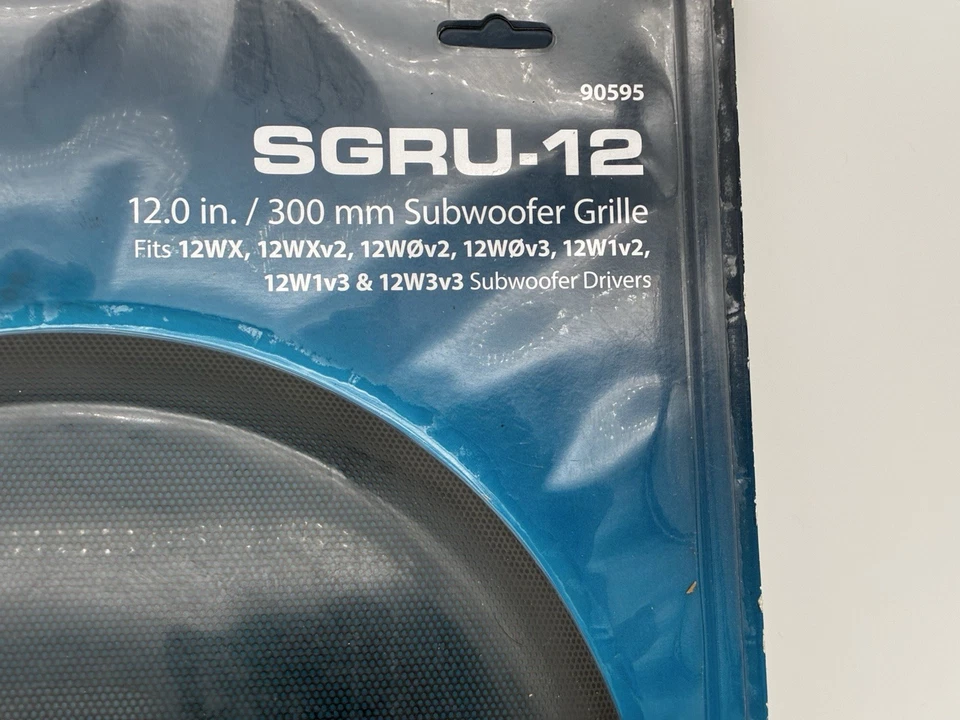 90595
SGRU-12
12.0 in. / 300 mm Subwoofer Grille
Fits 12WX, 12WXv2, 12WØv2, 12WØv3, 12W1v2,
12W1v3 & 12W3v3 Subwoofer Drivers